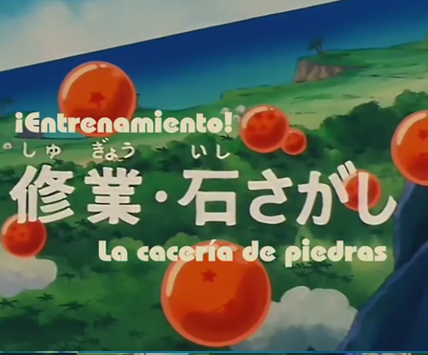 ¡Entrenamiento!
しゅ ぎょう いし
修業・石さがし
La cacería de piedras